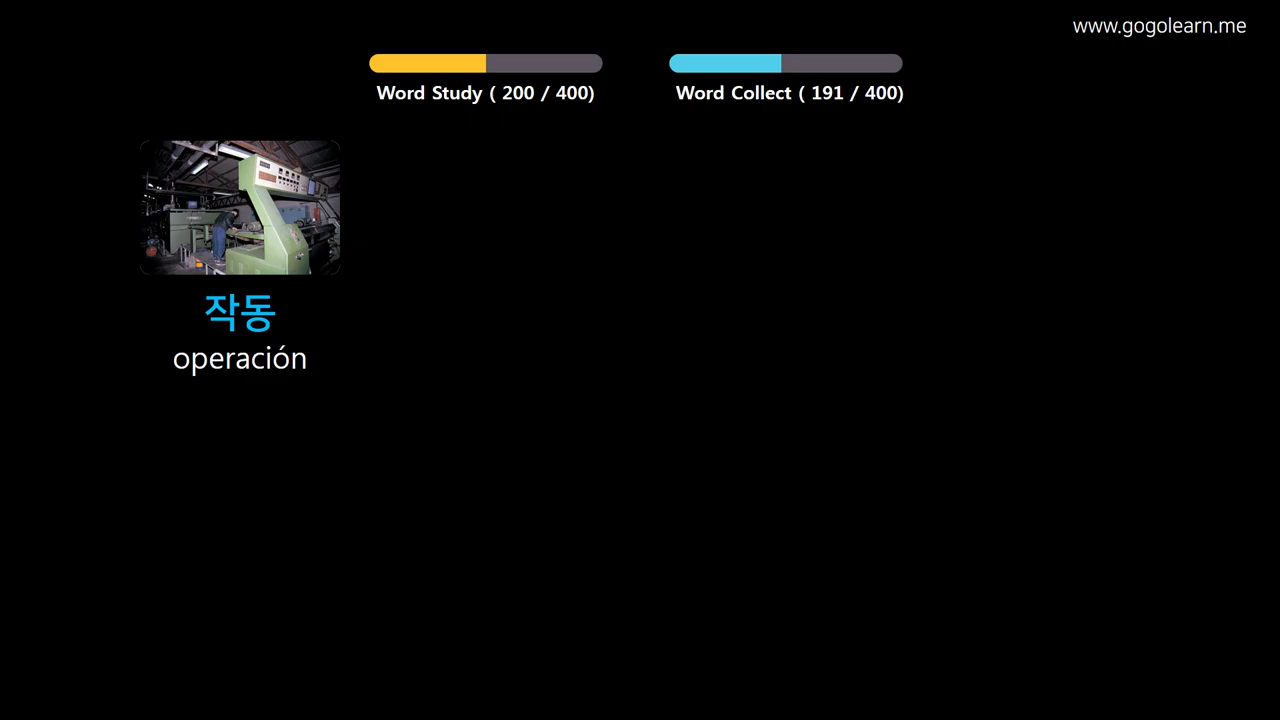 www.gogolearn.me
Word Study ( 200 / 400)
Word Collect ( 191 / 400)
작동
operación